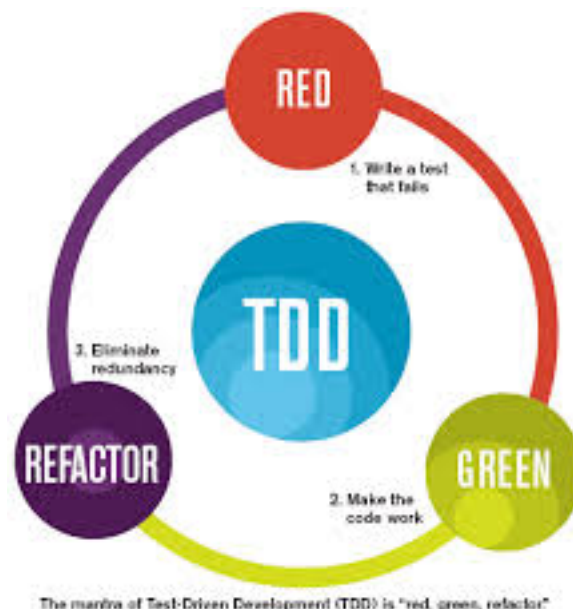 RED
1. Write a test
that fails
TDD
3. Eliminate
redundancy
REFACTOR
GREEN
2. Make the
code work
The mantra of Test-Driven Development (TDD) is "red, green, refactor"